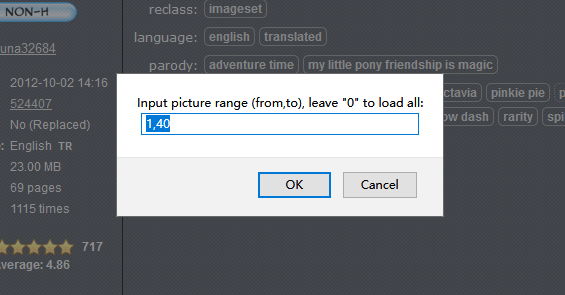 NON-H
una32684
2012-10-02 14:16
524407
No (Replaced)
English TR
23.00 MB
69 pages
1115 times
717
verage: 4.86
reclass: imageset
language: english translated
parody: adventure time my little pony friendship is magic
ctavia pinkie pie
ow dash rarity spi
Input picture range (from,to), leave "0" to load all:
1,40
OK Cancel